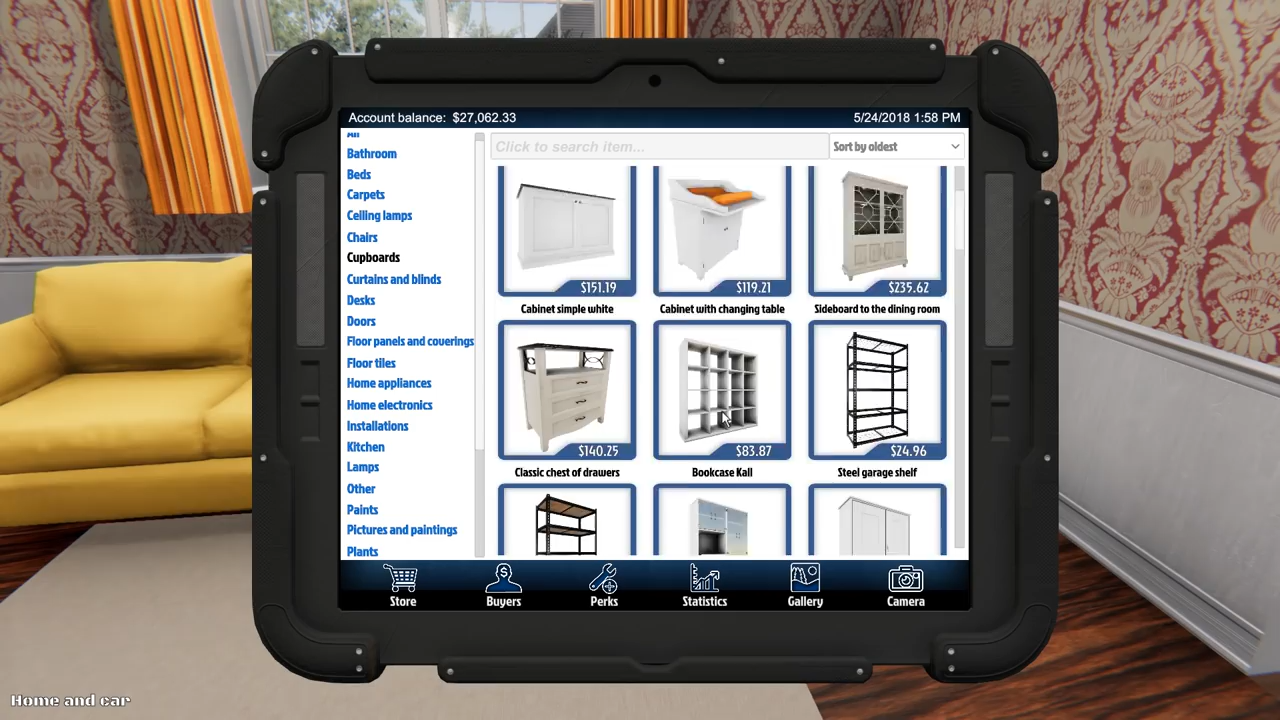 Account balance: $27,062.33
5/24/2018 1:58 PM
All
Bathroom
Beds
Carpets
Ceiling lamps
Chairs
Cupboards
Curtains and blinds
Desks
Doors
Floor panels and coverings
Floor tiles
Home appliances
Home electronics
Installations
Kitchen
Lamps
Other
Paints
Pictures and paintings
Plants
Click to search item...
Sort by oldest
$151.19
$119.21
$235.62
Cabinet simple white
Cabinet with changing table
Sideboard to the dining room
$140.25
$83.87
$24.96
Classic chest of drawers
Bookcase Kall
Steel garage shelf
Store
Buyers
Perks
Statistics
Gallery
Camera
Home and car